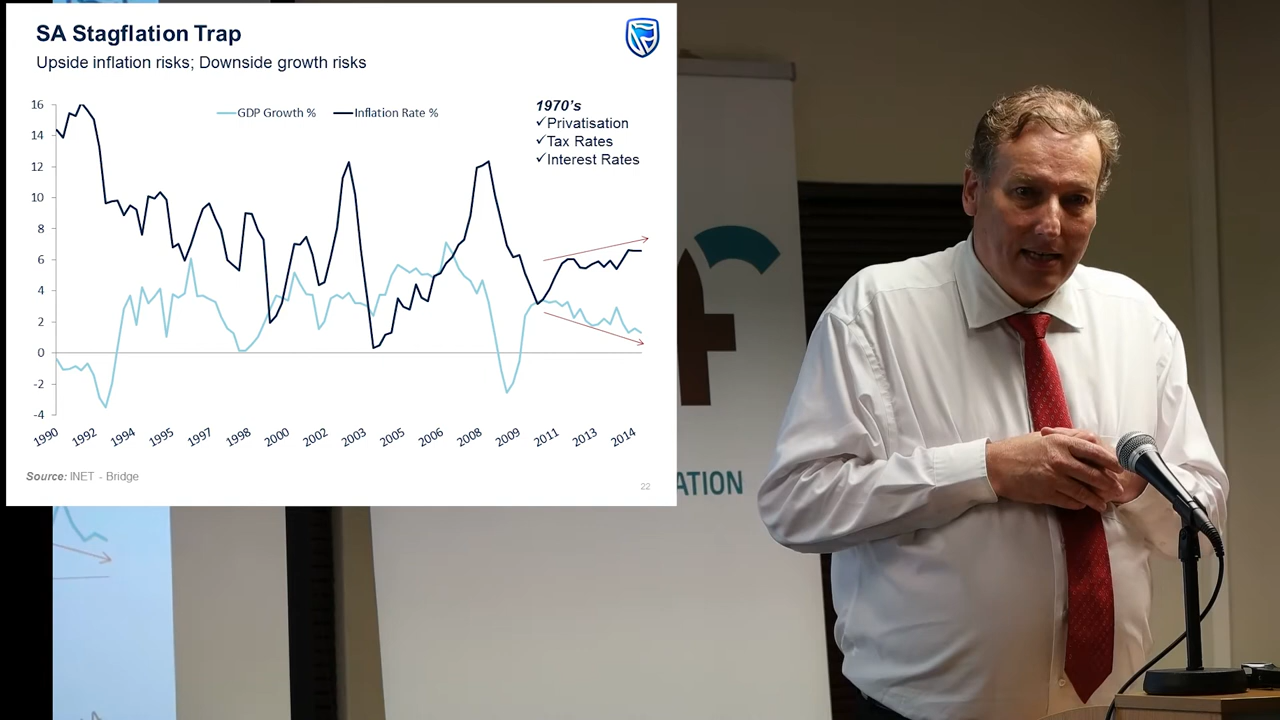 SA Stagflation Trap
Upside inflation risks; Downside growth risks
GDP Growth %
Inflation Rate %
1970's
✓Privatisation
✓Tax Rates
✓Interest Rates
16
14
12
10
8
6
4
2
0
-2
-4
1990
1992
1994
1995
1997
1998
2000
2002
2003
2005
2006
2008
2009
2011
2013
2014
Source: INET - Bridge
22
ATION